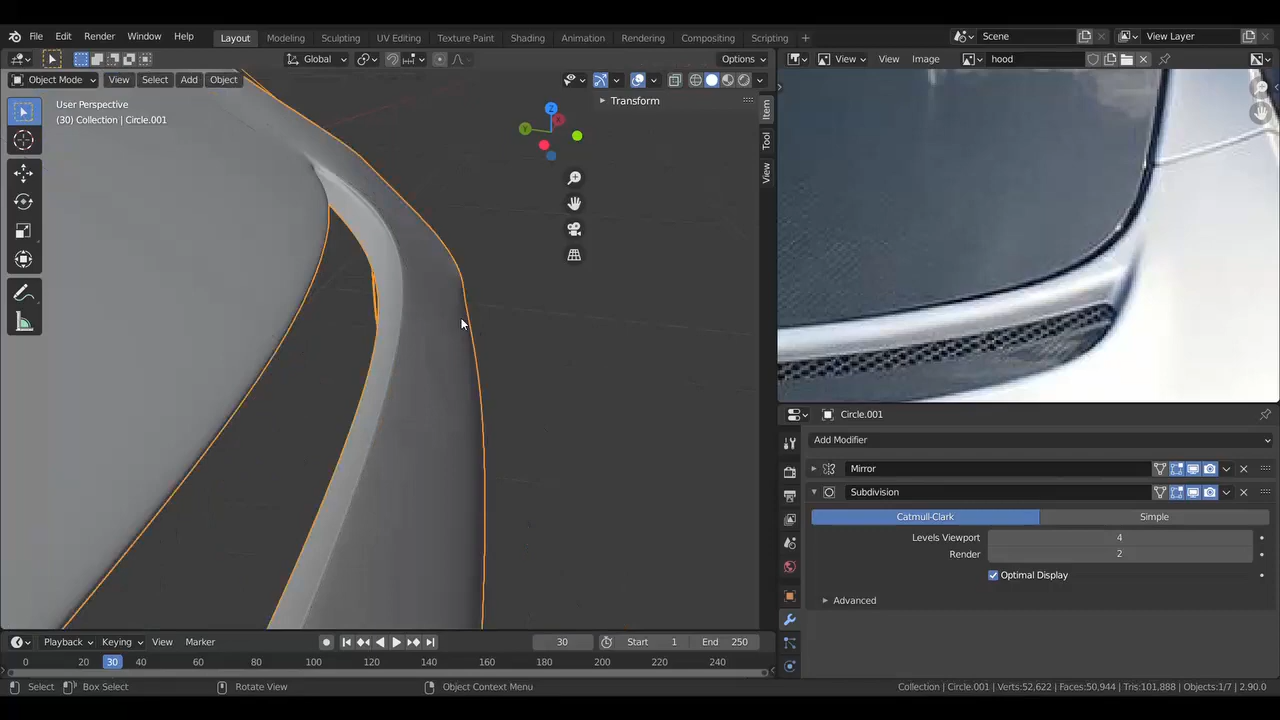 File Edit Render Window Help Layout Modeling Sculpting UV Editing Texture Paint Shading Animation Rendering Compositing Scripting + Scene View Layer
Global Options View View Image hood
Object Mode View Select Add Object
User Perspective
(30) Collection | Circle.001
Transform
Item
Tool
View
Z
Y
Circle.001
Add Modifier
Mirror
Subdivision
Catmull-Clark Simple
Levels Viewport 4
Render 2
Optimal Display
Advanced
Playback Keying View Marker 30 Start 1 End 250
0 20 30 40 60 80 100 120 140 160 180 200 220 240
Select Box Select Rotate View Object Context Menu Collection | Circle.001 | Verts:52,622 | Faces:50,944 | Tris:101,888 | Objects:1/7 | 2.90.0